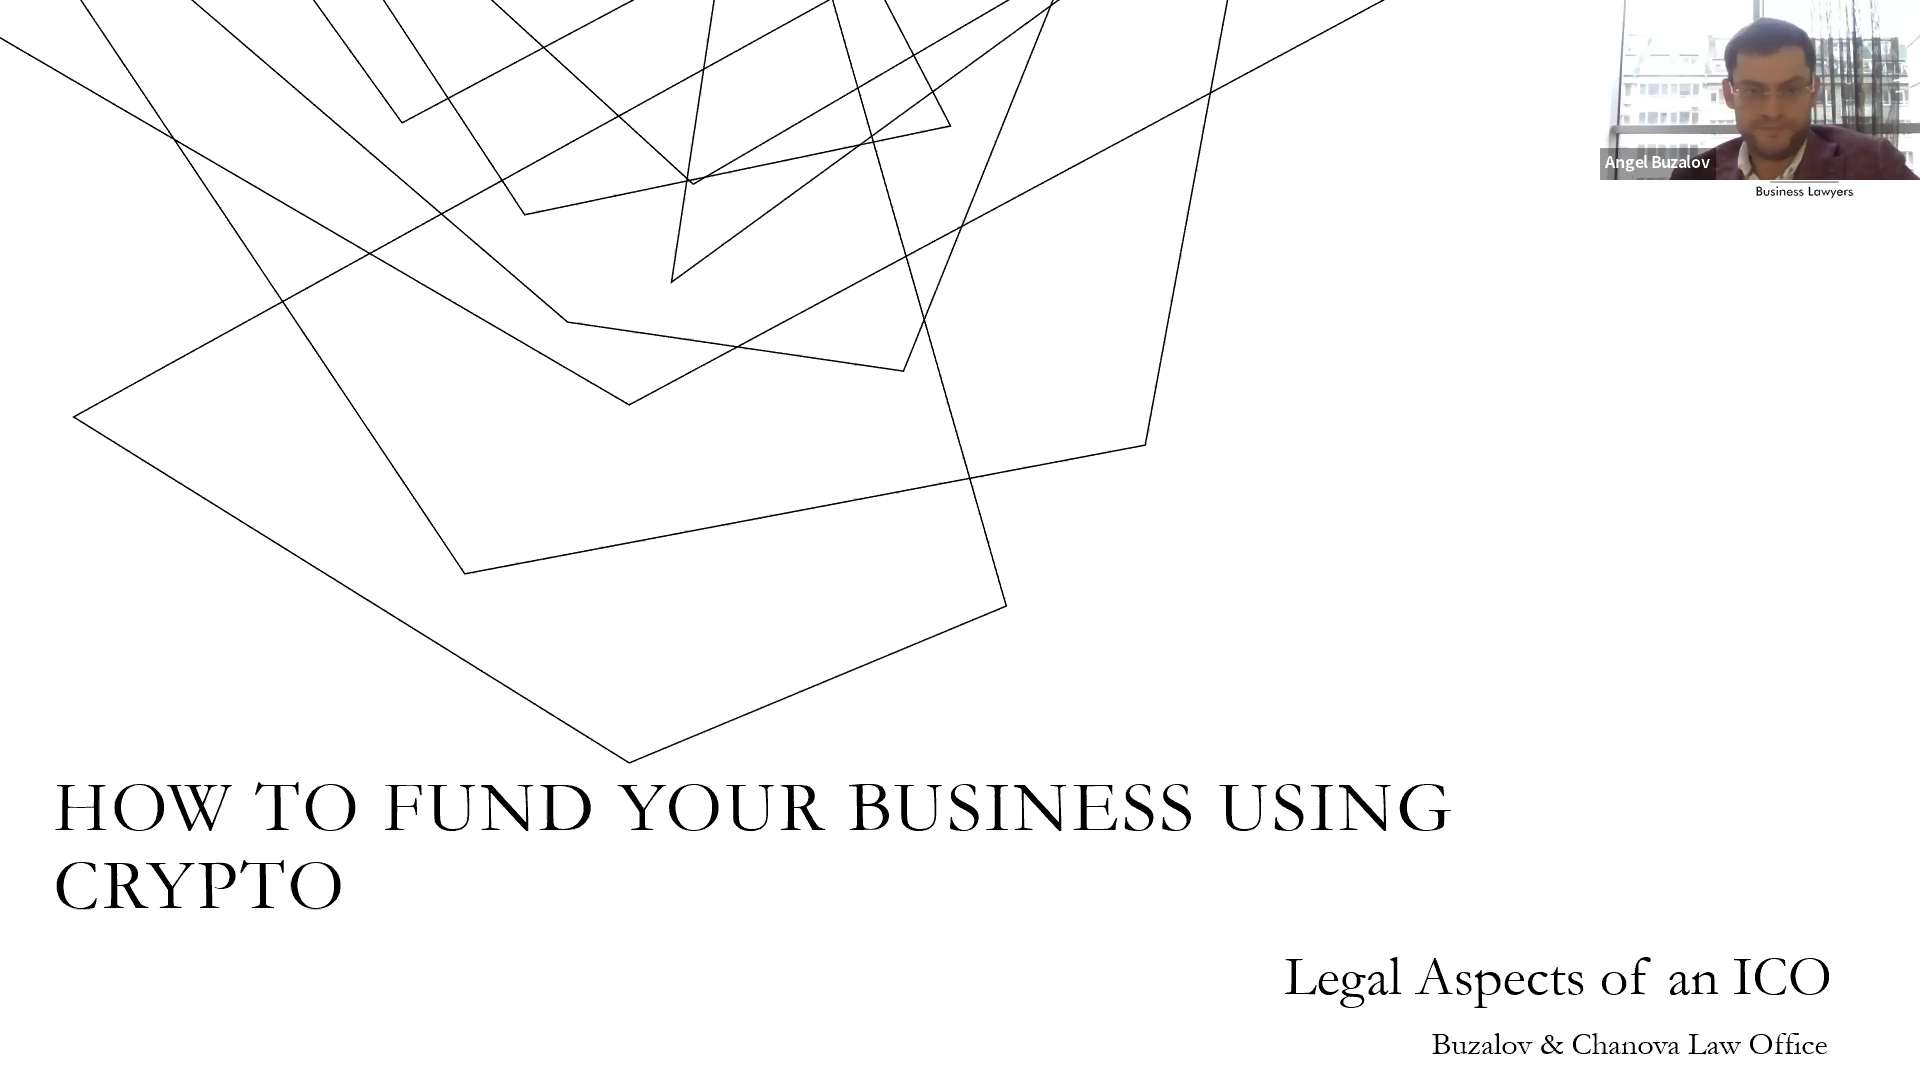 Angel Buzalov
Business Lawyers
HOW TO FUND YOUR BUSINESS USING
CRYPTO
Legal Aspects of an ICO
Buzalov & Chanova Law Office